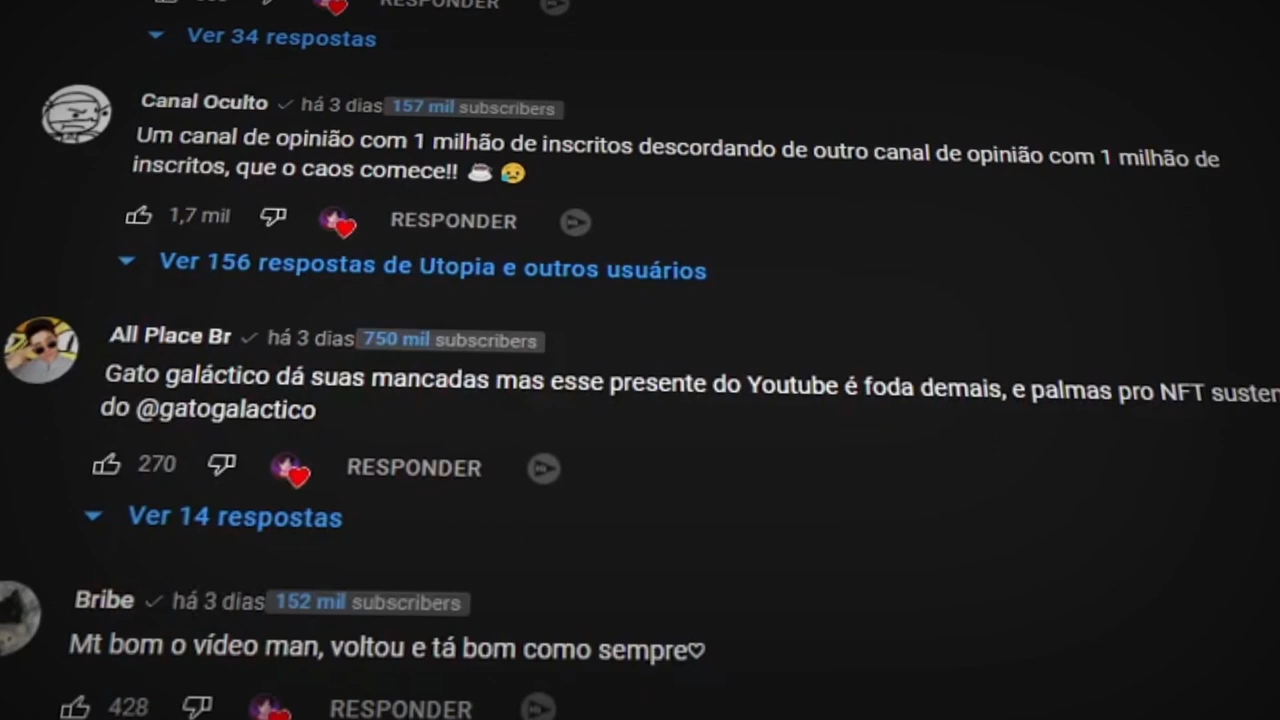 RESPONDER
Ver 34 respostas
Canal Oculto há 3 dias 157 mil subscribers
Um canal de opinião com 1 milhão de inscritos descordando de outro canal de opinião com 1 milhão de
inscritos, que o caos comece!!
1,7 mil RESPONDER
Ver 156 respostas de Utopia e outros usuários
All Place Br há 3 dias 750 mil subscribers
Gato galáctico dá suas mancadas mas esse presente do Youtube é foda demais, e palmas pro NFT
do @gatogalactico
270 RESPONDER
Ver 14 respostas
Bribe há 3 dias 152 mil subscribers
Mt bom o vídeo man, voltou e tá bom como sempre♡
428 RESPONDER